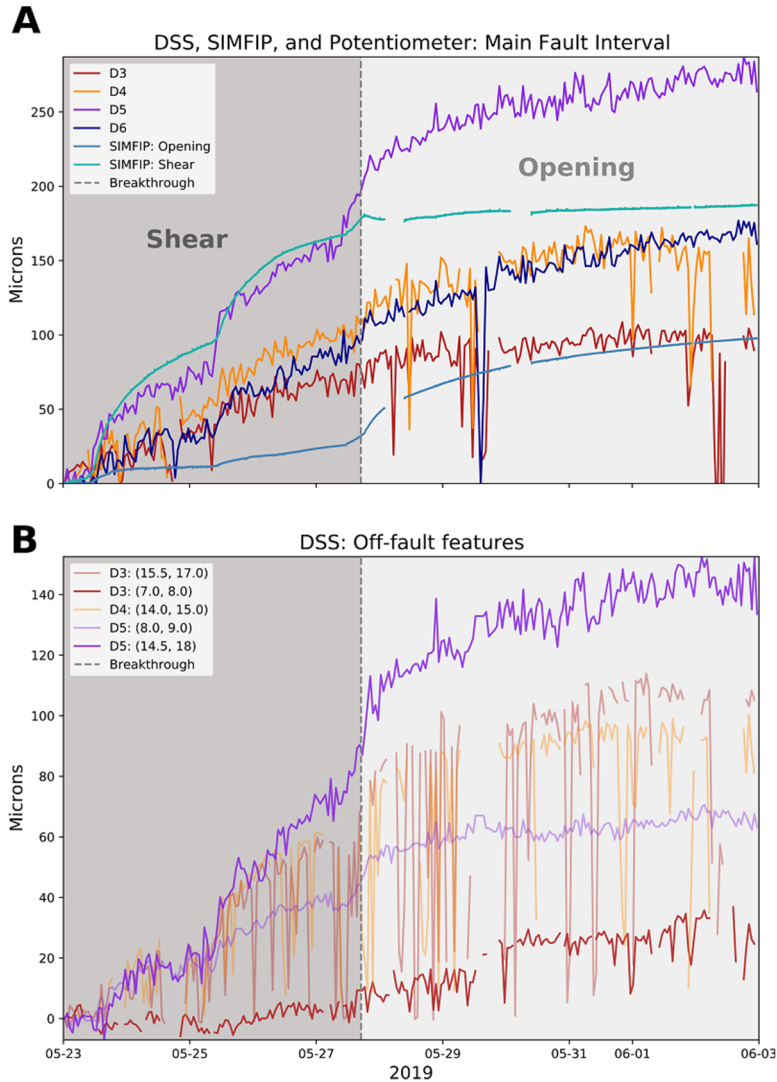 A
DSS, SIMFIP, and Potentiometer: Main Fault Interval
D3
D4
D5
D6
SIMFIP: Opening
SIMFIP: Shear
Breakthrough
Shear
Opening
Microns
250
200
150
100
50
0
B
DSS: Off-fault features
D3: (15.5, 17.0)
D3: (7.0, 8.0)
D4: (14.0, 15.0)
D5: (8.0, 9.0)
D5: (14.5, 18)
Breakthrough
Microns
140
120
100
80
60
40
20
0
05-23 05-25 05-27 05-29 05-31 06-01 06-03
2019